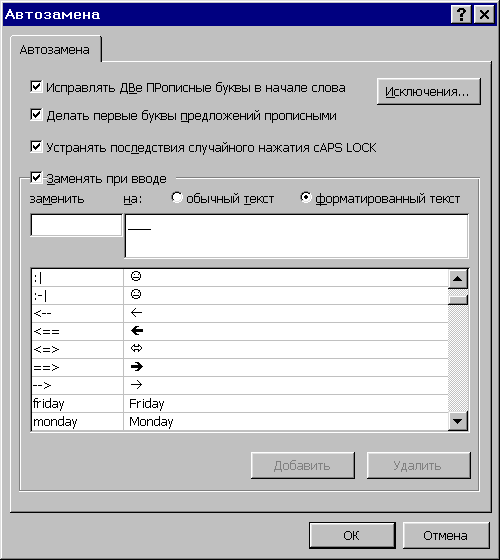 Автозамена
Автозамена
Исправлять ДВе ПРописные буквы в начале слова
Исключения...
Делать первые буквы предложений прописными
Устранять последствия случайного нажатия cAPS LOCK
Заменять при вводе
заменить на: обычный текст форматированный текст
:| 😐
:-| 😐
<-- ←
<== 🡸
<=> ⇔
==> ➔
--> →
friday Friday
monday Monday
Добавить Удалить
ОК Отмена